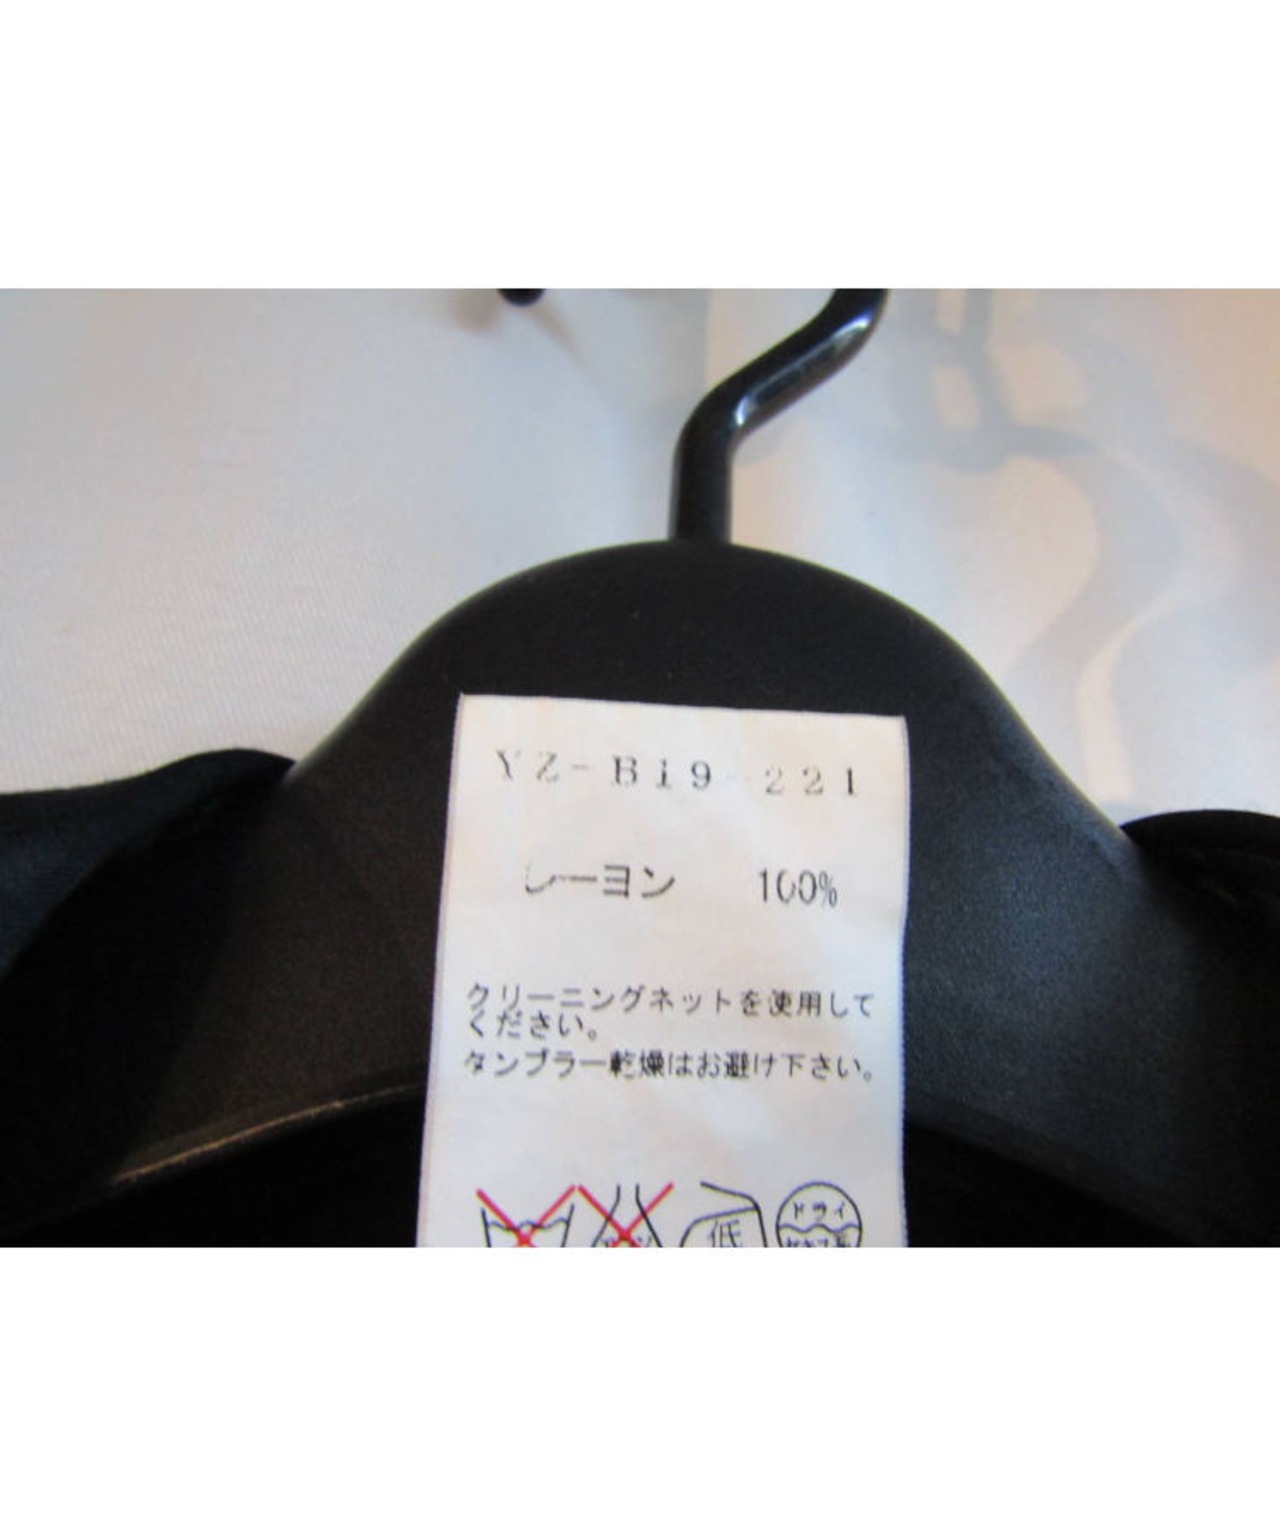 YZ-B19-221
レーヨン 100%
クリーニングネットを使用して
ください。
タンブラー乾燥はお避け下さい。
低
ドライ